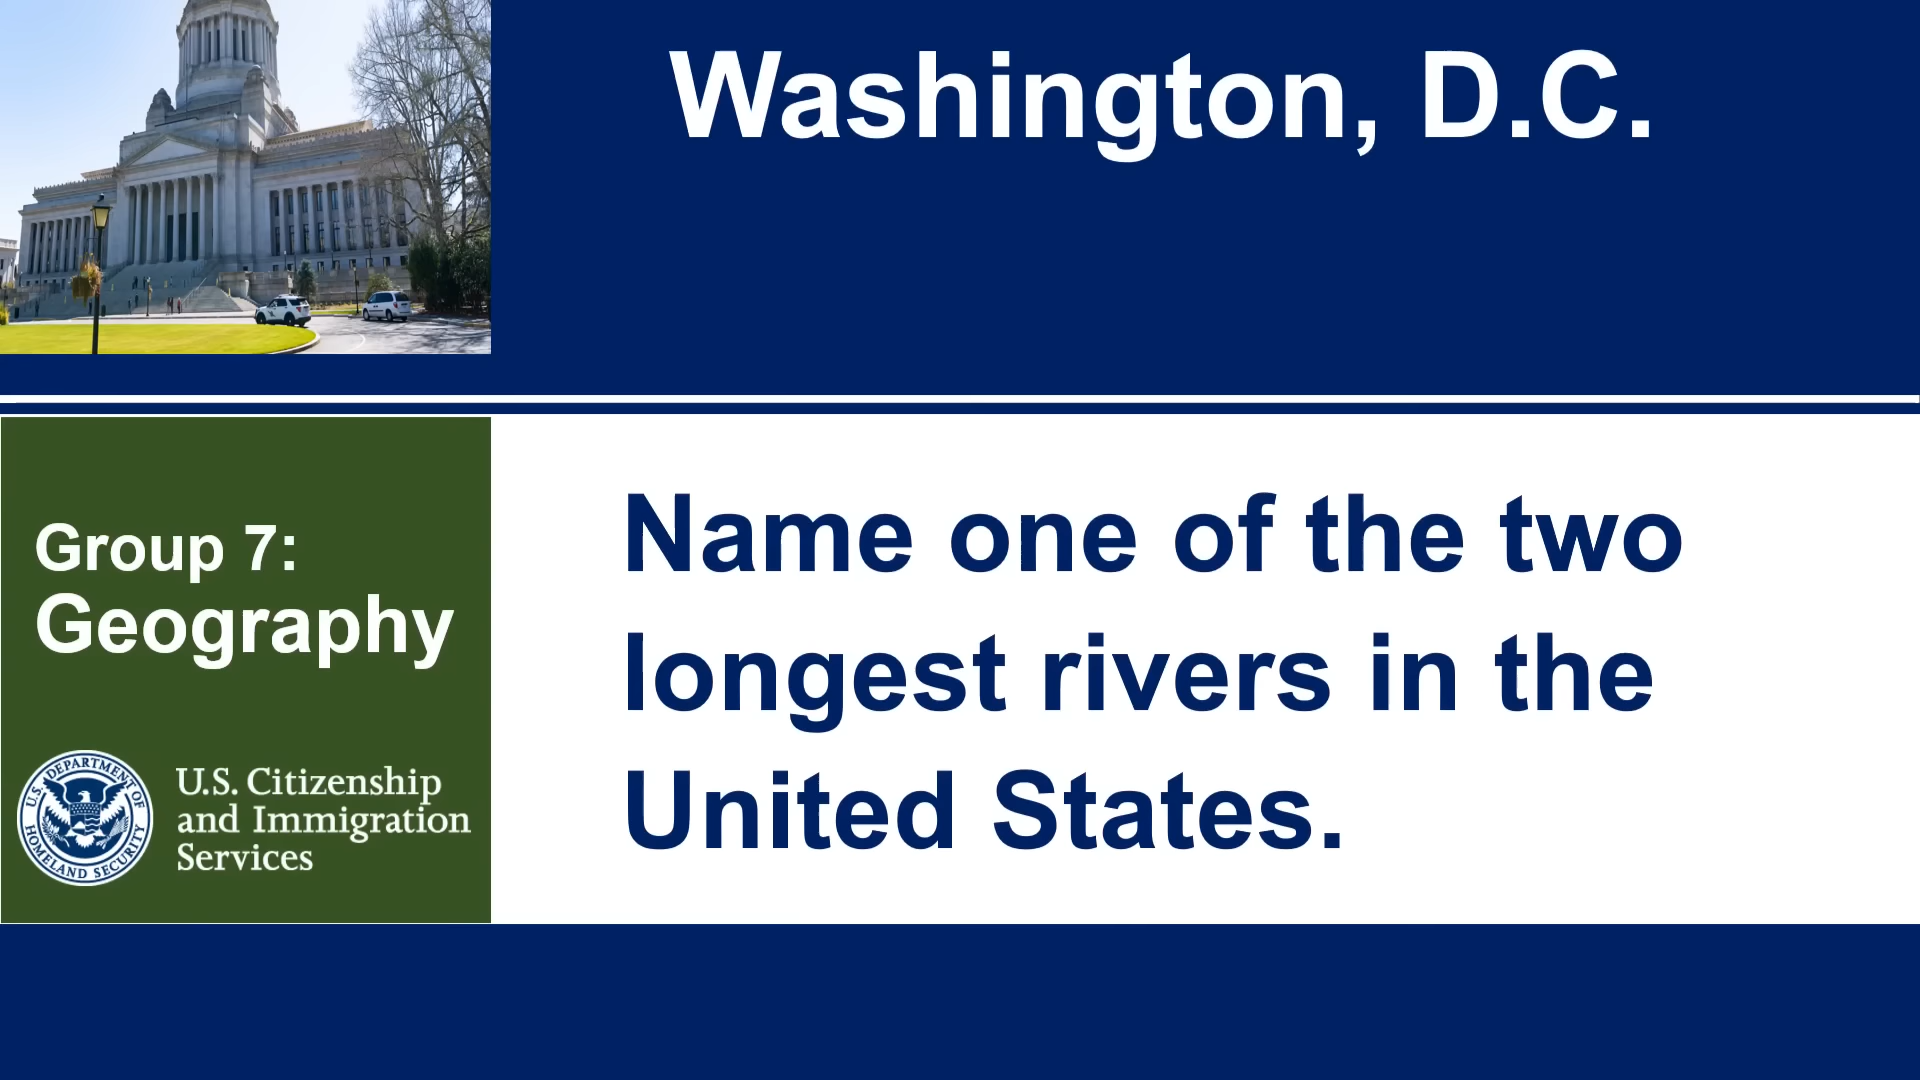 Washington, D.C.
Group 7:
Geography
Name one of the two
longest rivers in the
United States.
U.S. DEPARTMENT OF
HOMELAND SECURITY
U.S. Citizenship
and Immigration
Services